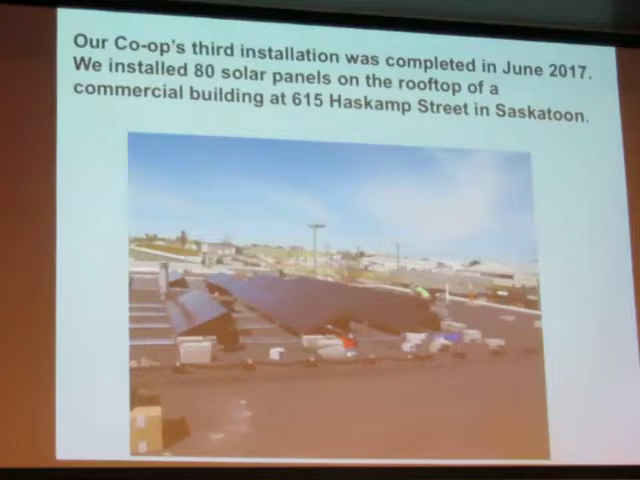 Our Co-op's third installation was completed in June 2017.
We installed 80 solar panels on the rooftop of a
commercial building at 615 Haskamp Street in Saskatoon.